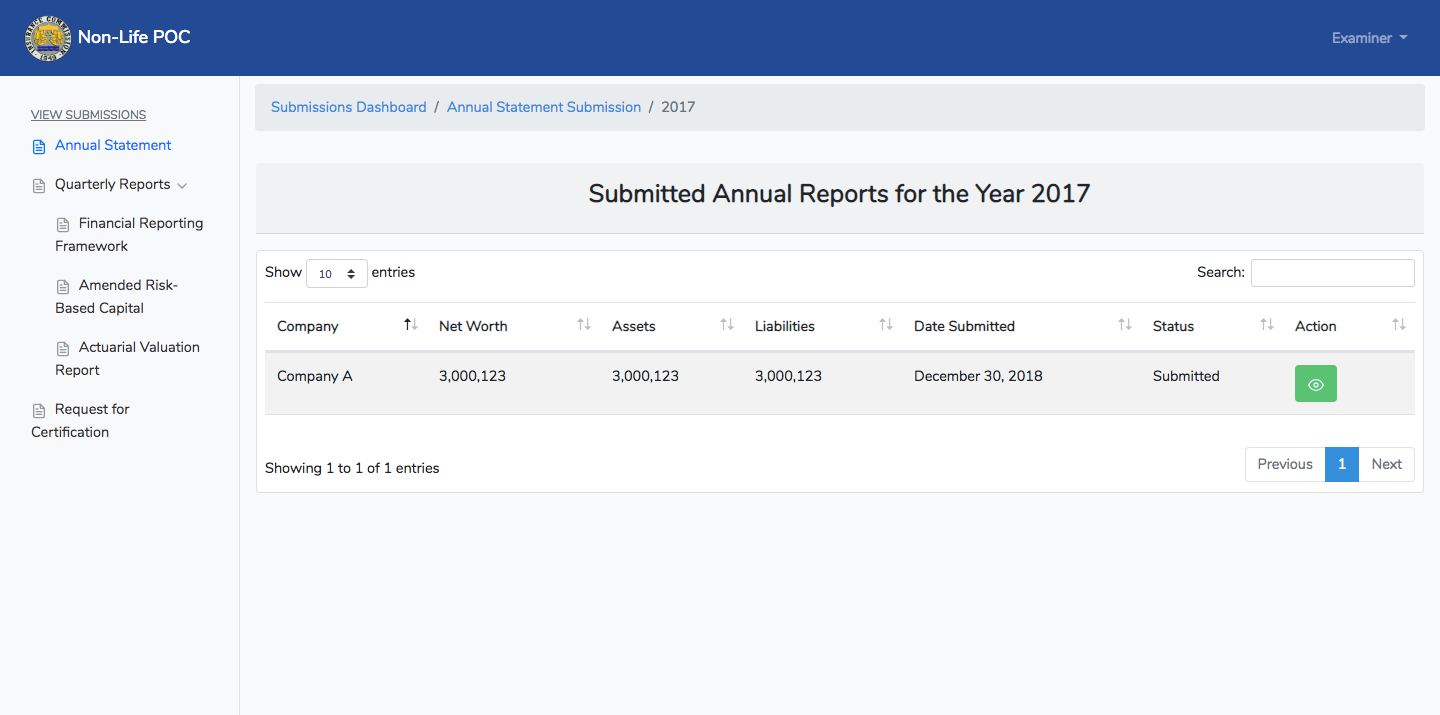 INSURANCE COMMISSION
1949
Non-Life POC
Examiner
VIEW SUBMISSIONS
Annual Statement
Quarterly Reports
Financial Reporting
Framework
Amended Risk-
Based Capital
Actuarial Valuation
Report
Request for
Certification
Submissions Dashboard / Annual Statement Submission / 2017
Submitted Annual Reports for the Year 2017
Show 10 entries
Search:
Company Net Worth Assets Liabilities Date Submitted Status Action
Company A 3,000,123 3,000,123 3,000,123 December 30, 2018 Submitted
Showing 1 to 1 of 1 entries
Previous 1 Next